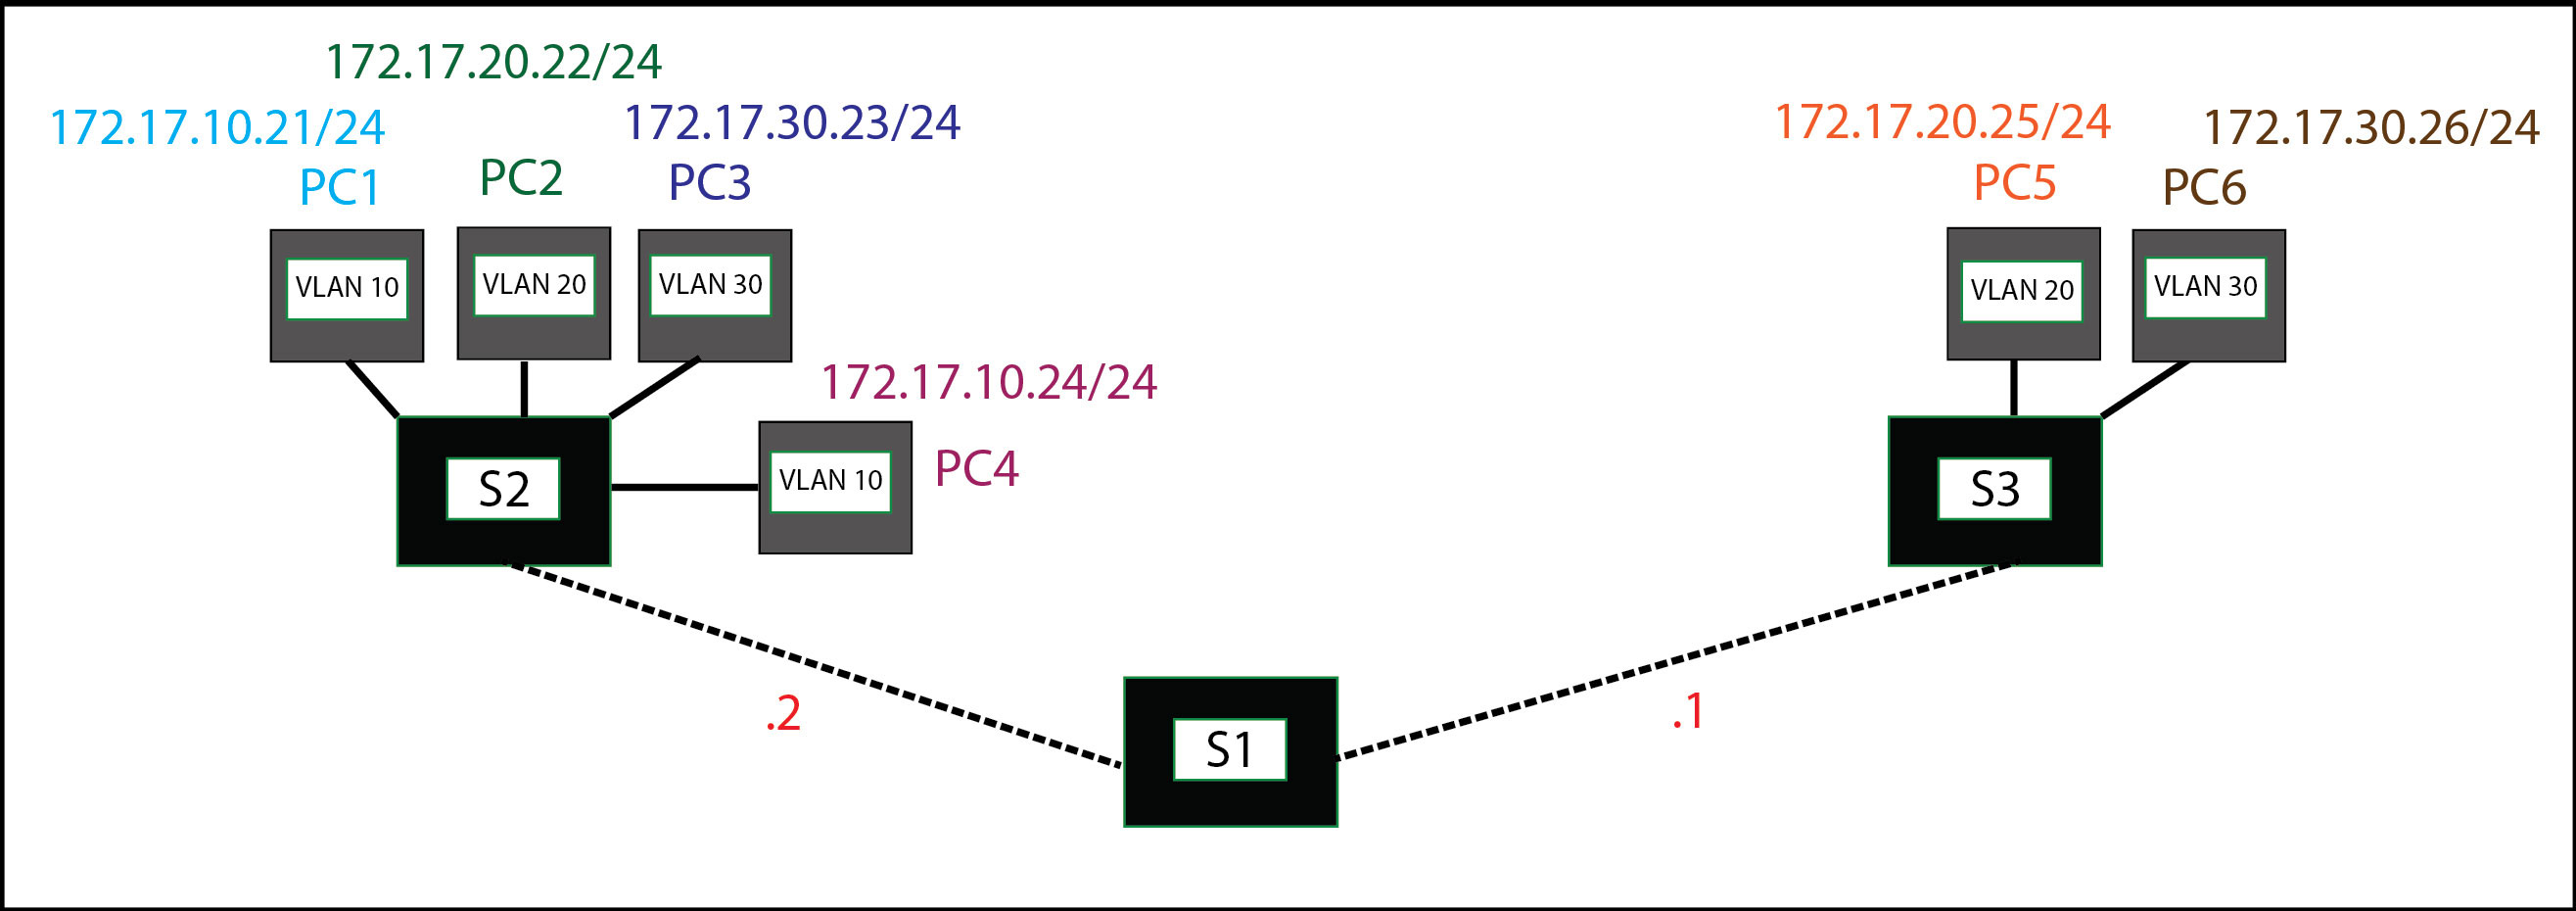 172.17.20.22/24
172.17.10.21/24
172.17.30.23/24
172.17.20.25/24
172.17.30.26/24
PC1
PC2
PC3
PC5
PC6
VLAN 10
VLAN 20
VLAN 30
VLAN 20
VLAN 30
172.17.10.24/24
PC4
VLAN 10
S2
S3
.2
.1
S1